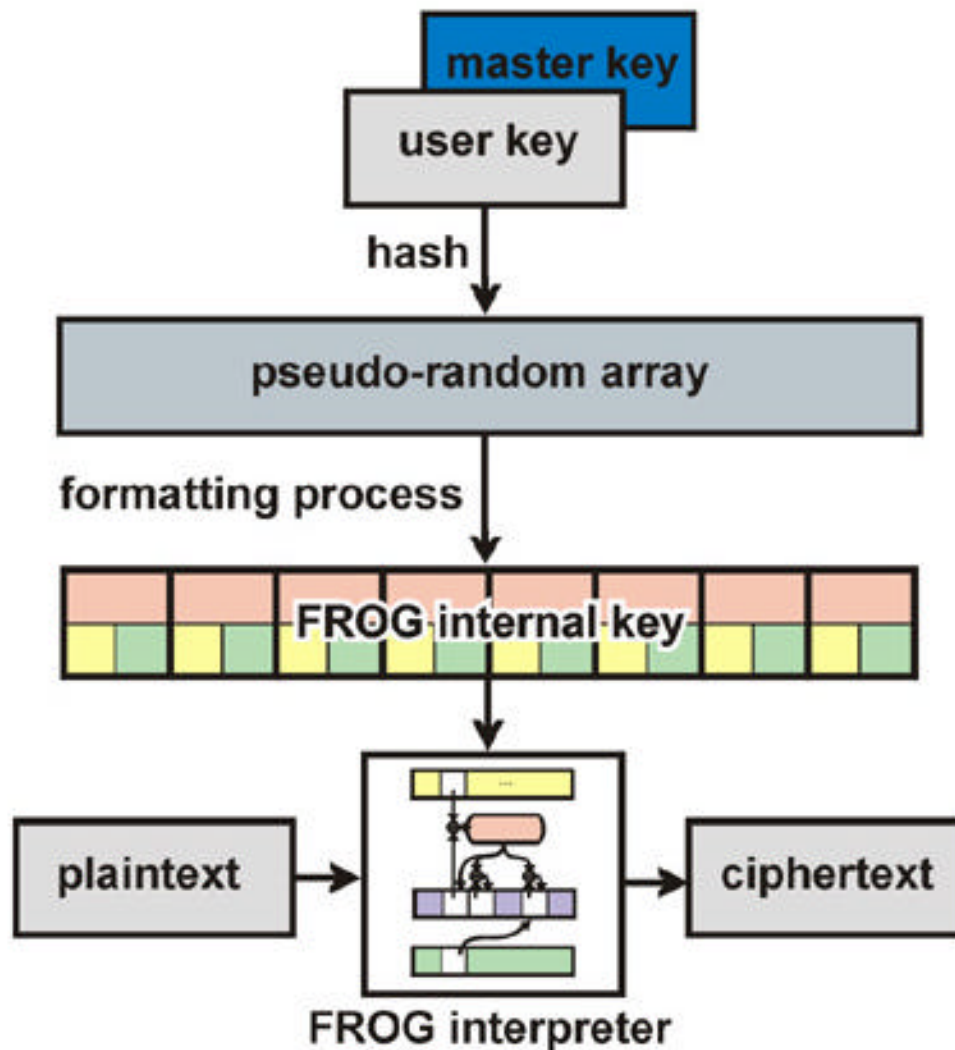 master key
user key
hash
pseudo-random array
formatting process
FROG internal key
...
plaintext
ciphertext
FROG interpreter